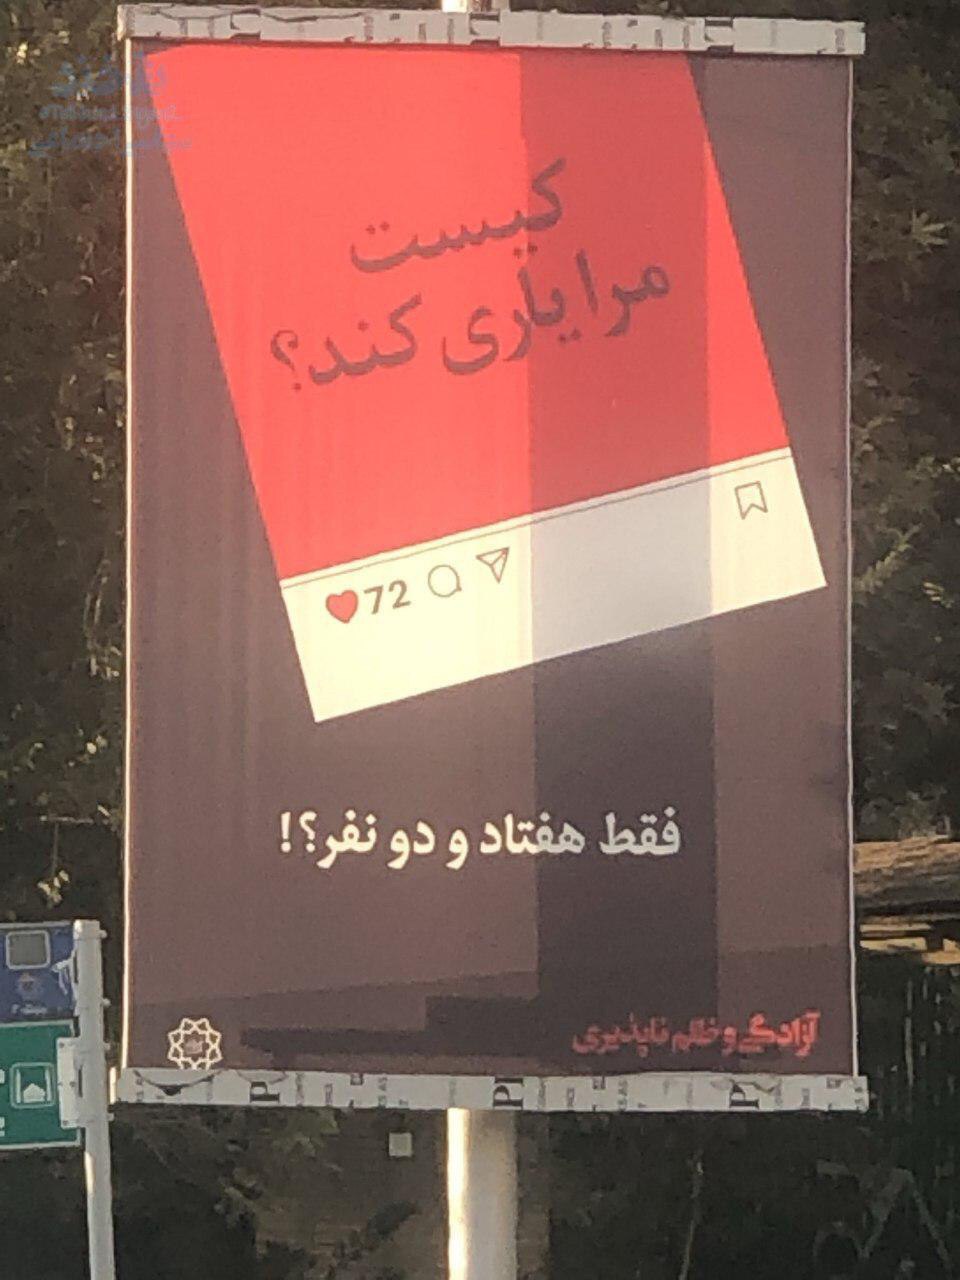 کیست
مرا یاری کند؟
72
فقط هفتاد و دو نفر؟!
آزادگی و ظلم ناپذیری